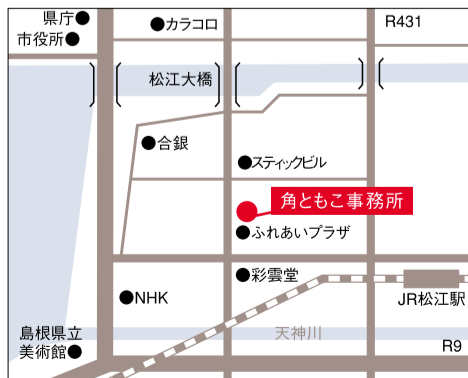 県庁
市役所
カラコロ
R431
松江大橋
合銀
スティックビル
角ともこ事務所
ふれあいプラザ
彩雲堂
NHK
JR松江駅
天神川
島根県立
美術館
R9